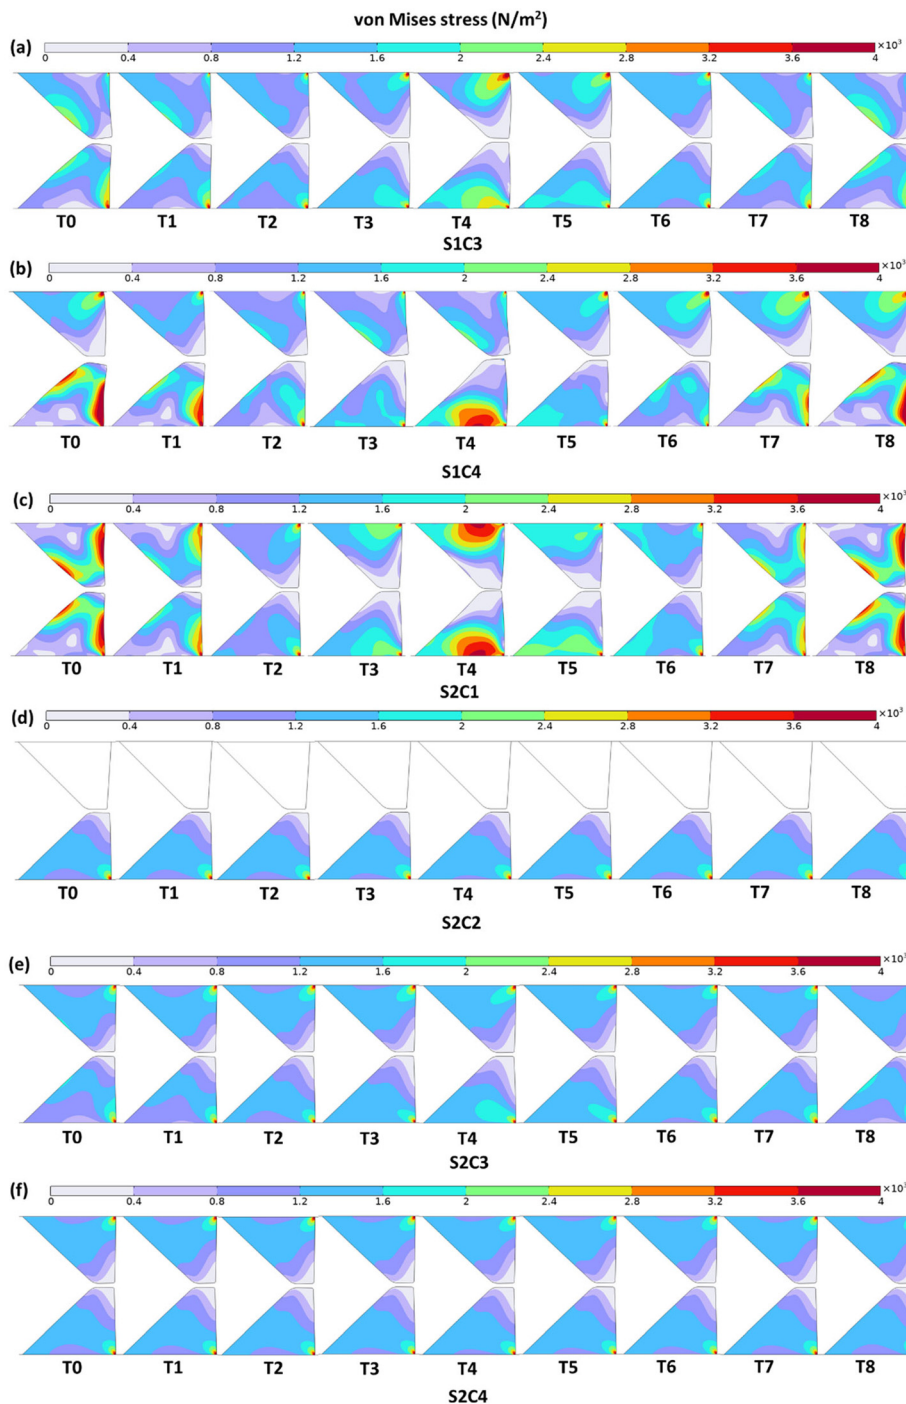 von Mises stress (N/m²)
(a)
×10³
0 0.4 0.8 1.2 1.6 2 2.4 2.8 3.2 3.6 4
T0 T1 T2 T3 T4 T5 T6 T7 T8
S1C3
(b)
×10³
0 0.4 0.8 1.2 1.6 2 2.4 2.8 3.2 3.6 4
T0 T1 T2 T3 T4 T5 T6 T7 T8
S1C4
(c)
×10³
0 0.4 0.8 1.2 1.6 2 2.4 2.8 3.2 3.6 4
T0 T1 T2 T3 T4 T5 T6 T7 T8
S2C1
(d)
×10³
0 0.4 0.8 1.2 1.6 2 2.4 2.8 3.2 3.6 4
T0 T1 T2 T3 T4 T5 T6 T7 T8
S2C2
(e)
×10³
0 0.4 0.8 1.2 1.6 2 2.4 2.8 3.2 3.6 4
T0 T1 T2 T3 T4 T5 T6 T7 T8
S2C3
(f)
×10³
0 0.4 0.8 1.2 1.6 2 2.4 2.8 3.2 3.6 4
T0 T1 T2 T3 T4 T5 T6 T7 T8
S2C4